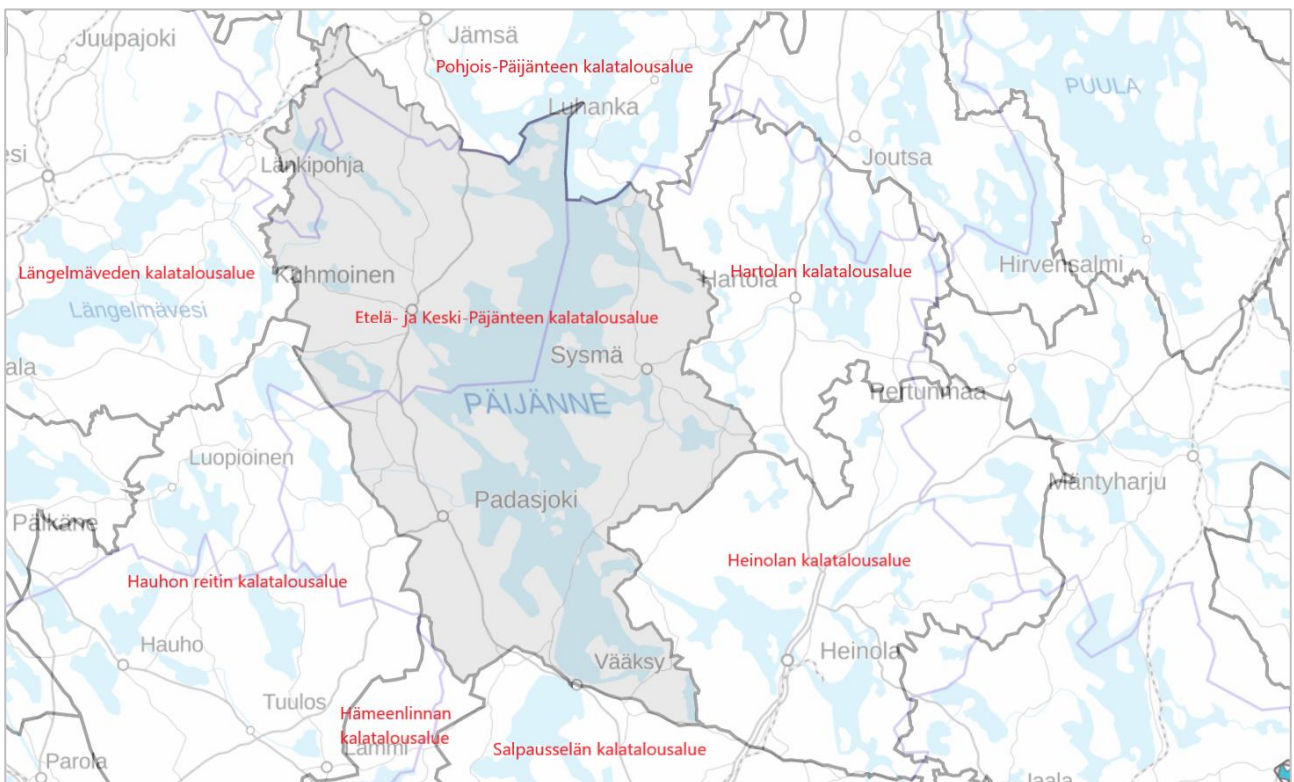 Juupajoki
Jämsä
Pohjois-Päijänteen kalatalousalue
PUULA
Luhanka
esi
Länkipohja
Joutsa
Längelmäveden kalatalousalue
Kuhmoinen
Hartolan kalatalousalue
Hartola
Hirvensalmi
Längelmävesi
Etelä- ja Keski-Päjänteen kalatalousalue
Sysmä
ala
PÄIJÄNNE
Pertunmaa
Luopioinen
Mäntyharju
Padasjoki
Pälkäne
Hauhon reitin kalatalousalue
Heinolan kalatalousalue
Hauho
Vääksy
Heinola
Tuulos
Hämeenlinnan
kalatalousalue
Lammi
Salpausselän kalatalousalue
Parola
Jaala